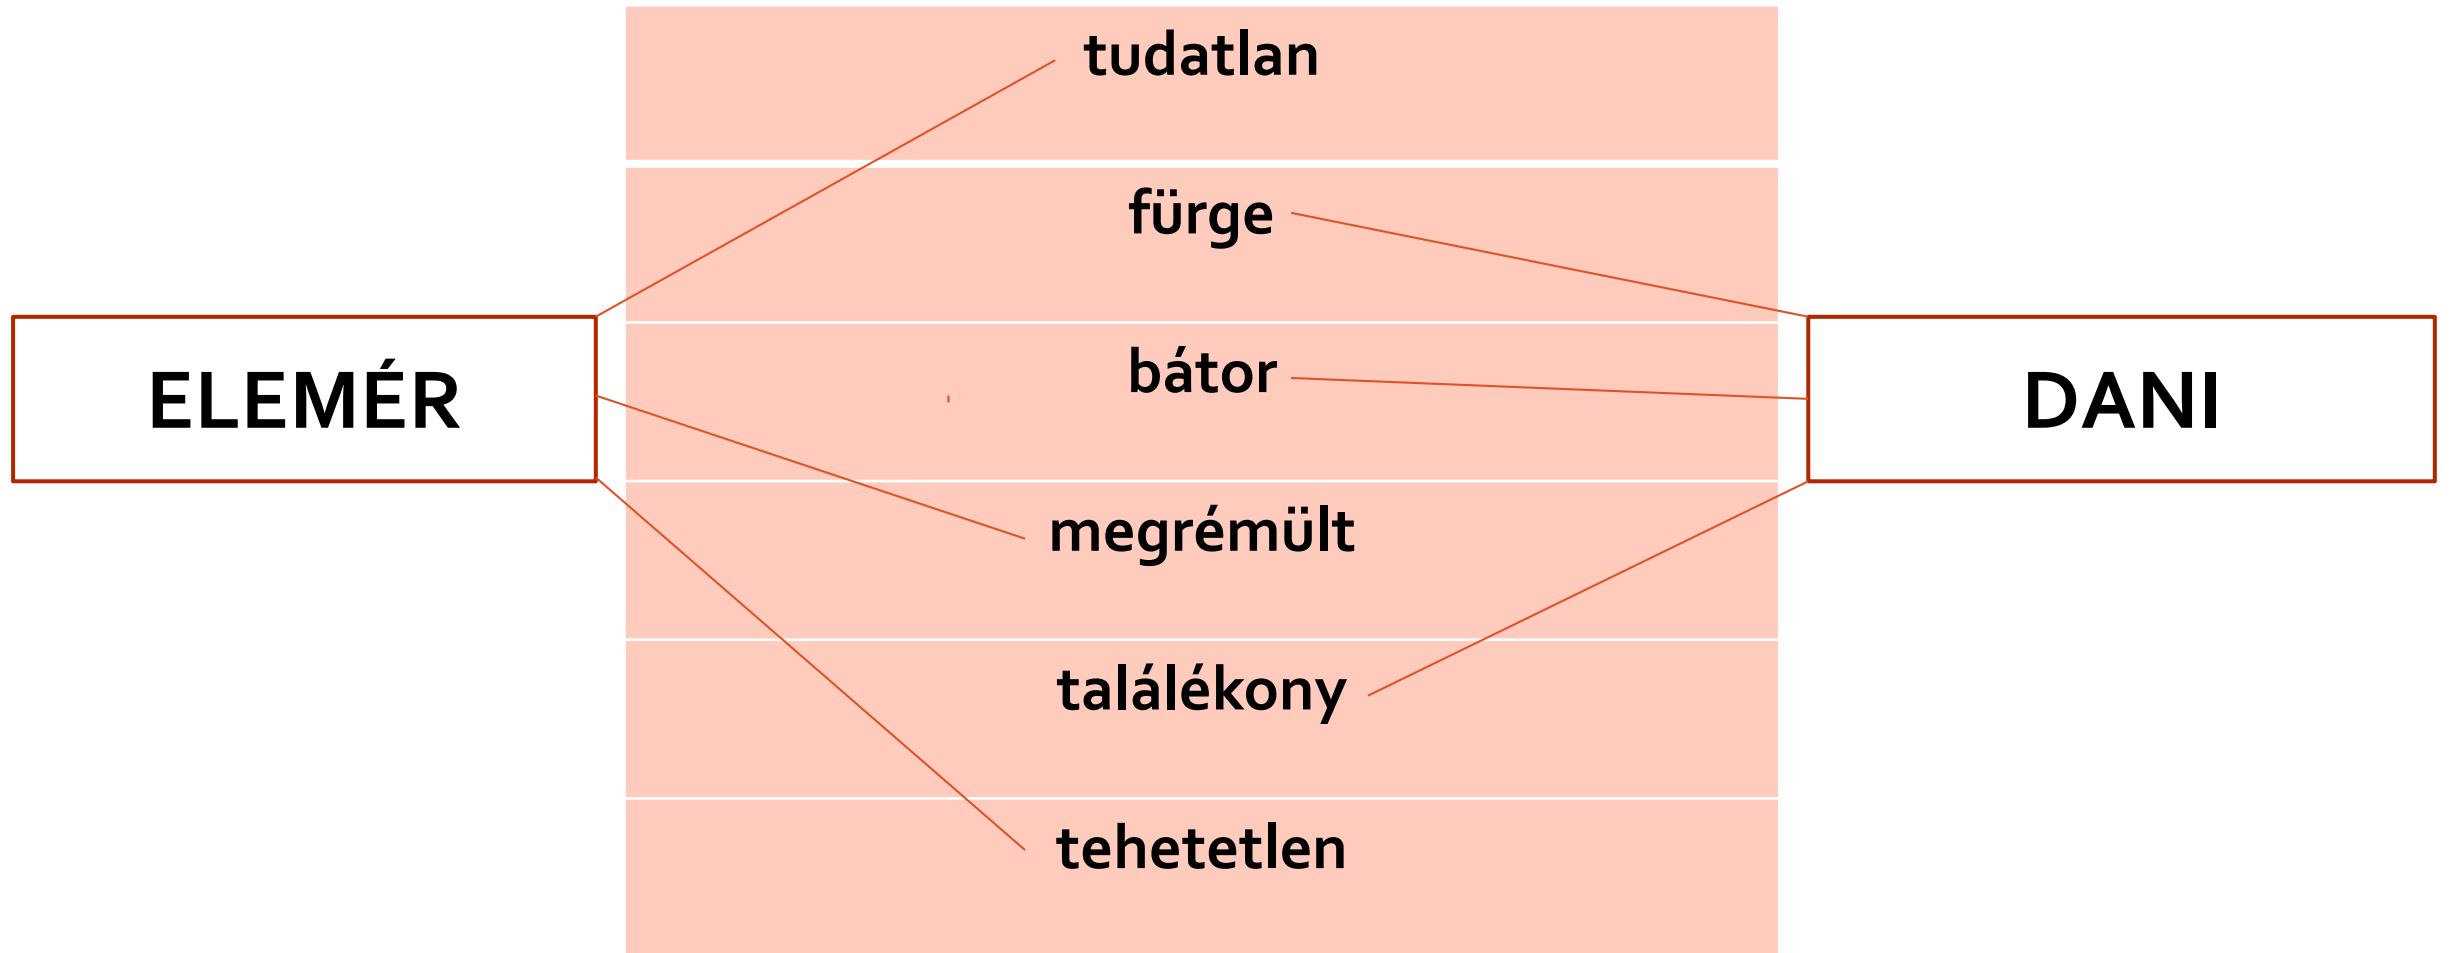 tudatlan
fürge
bátor
ELEMÉR
DANI
megrémült
találékony
tehetetlen